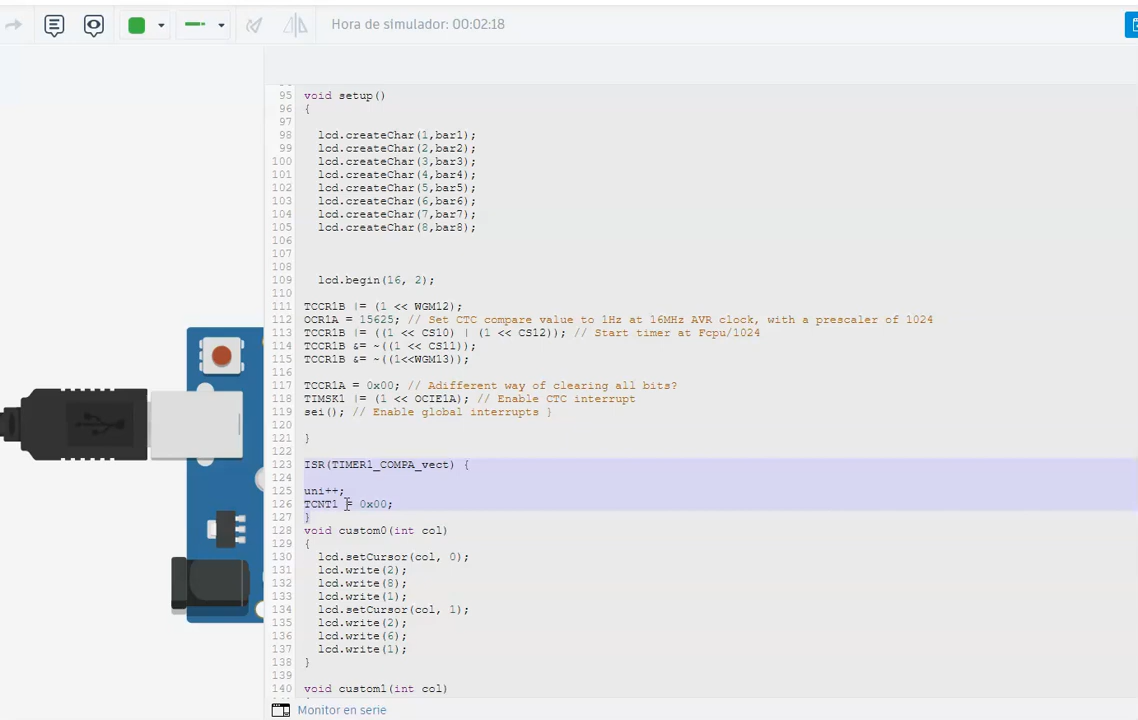 Hora de simulador: 00:02:18
95 void setup()
96 {
97
98 lcd.createChar(1,bar1);
99 lcd.createChar(2,bar2);
100 lcd.createChar(3,bar3);
101 lcd.createChar(4,bar4);
102 lcd.createChar(5,bar5);
103 lcd.createChar(6,bar6);
104 lcd.createChar(7,bar7);
105 lcd.createChar(8,bar8);
106
107
108
109 lcd.begin(16, 2);
110
111 TCCR1B |= (1 << WGM12);
112 OCR1A = 15625; // Set CTC compare value to 1Hz at 16MHz AVR clock, with a prescaler of 1024
113 TCCR1B |= ((1 << CS10) | (1 << CS12)); // Start timer at Fcpu/1024
114 TCCR1B &= ~((1 << CS11));
115 TCCR1B &= ~((1<<WGM13));
116
117 TCCR1A = 0x00; // Adifferent way of clearing all bits?
118 TIMSK1 |= (1 << OCIE1A); // Enable CTC interrupt
119 sei(); // Enable global interrupts }
120
121 }
122
123 ISR(TIMER1_COMPA_vect) {
124
125 uni++;
126 TCNT1 = 0x00;
127 }
128 void custom0(int col)
129 {
130 lcd.setCursor(col, 0);
131 lcd.write(2);
132 lcd.write(8);
133 lcd.write(1);
134 lcd.setCursor(col, 1);
135 lcd.write(2);
136 lcd.write(6);
137 lcd.write(1);
138 }
139
140 void custom1(int col)
Monitor en serie